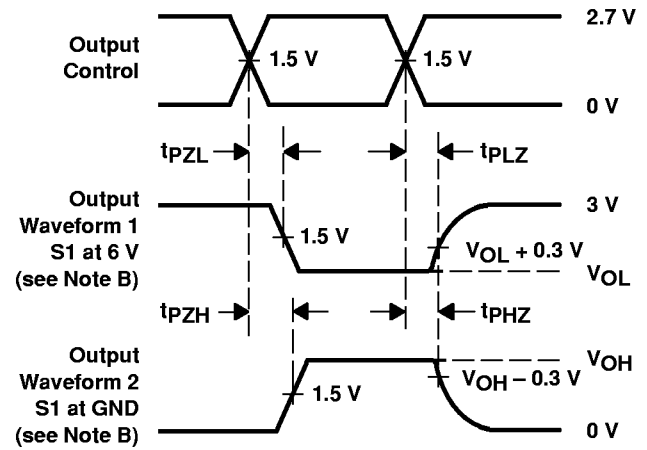 2.7 V
Output
Control
1.5 V
1.5 V
0 V
tPZL
tPLZ
Output
Waveform 1
S1 at 6 V
(see Note B)
3 V
1.5 V
VOL + 0.3 V
VOL
tPZH
tPHZ
Output
Waveform 2
S1 at GND
(see Note B)
VOH
1.5 V
VOH – 0.3 V
0 V